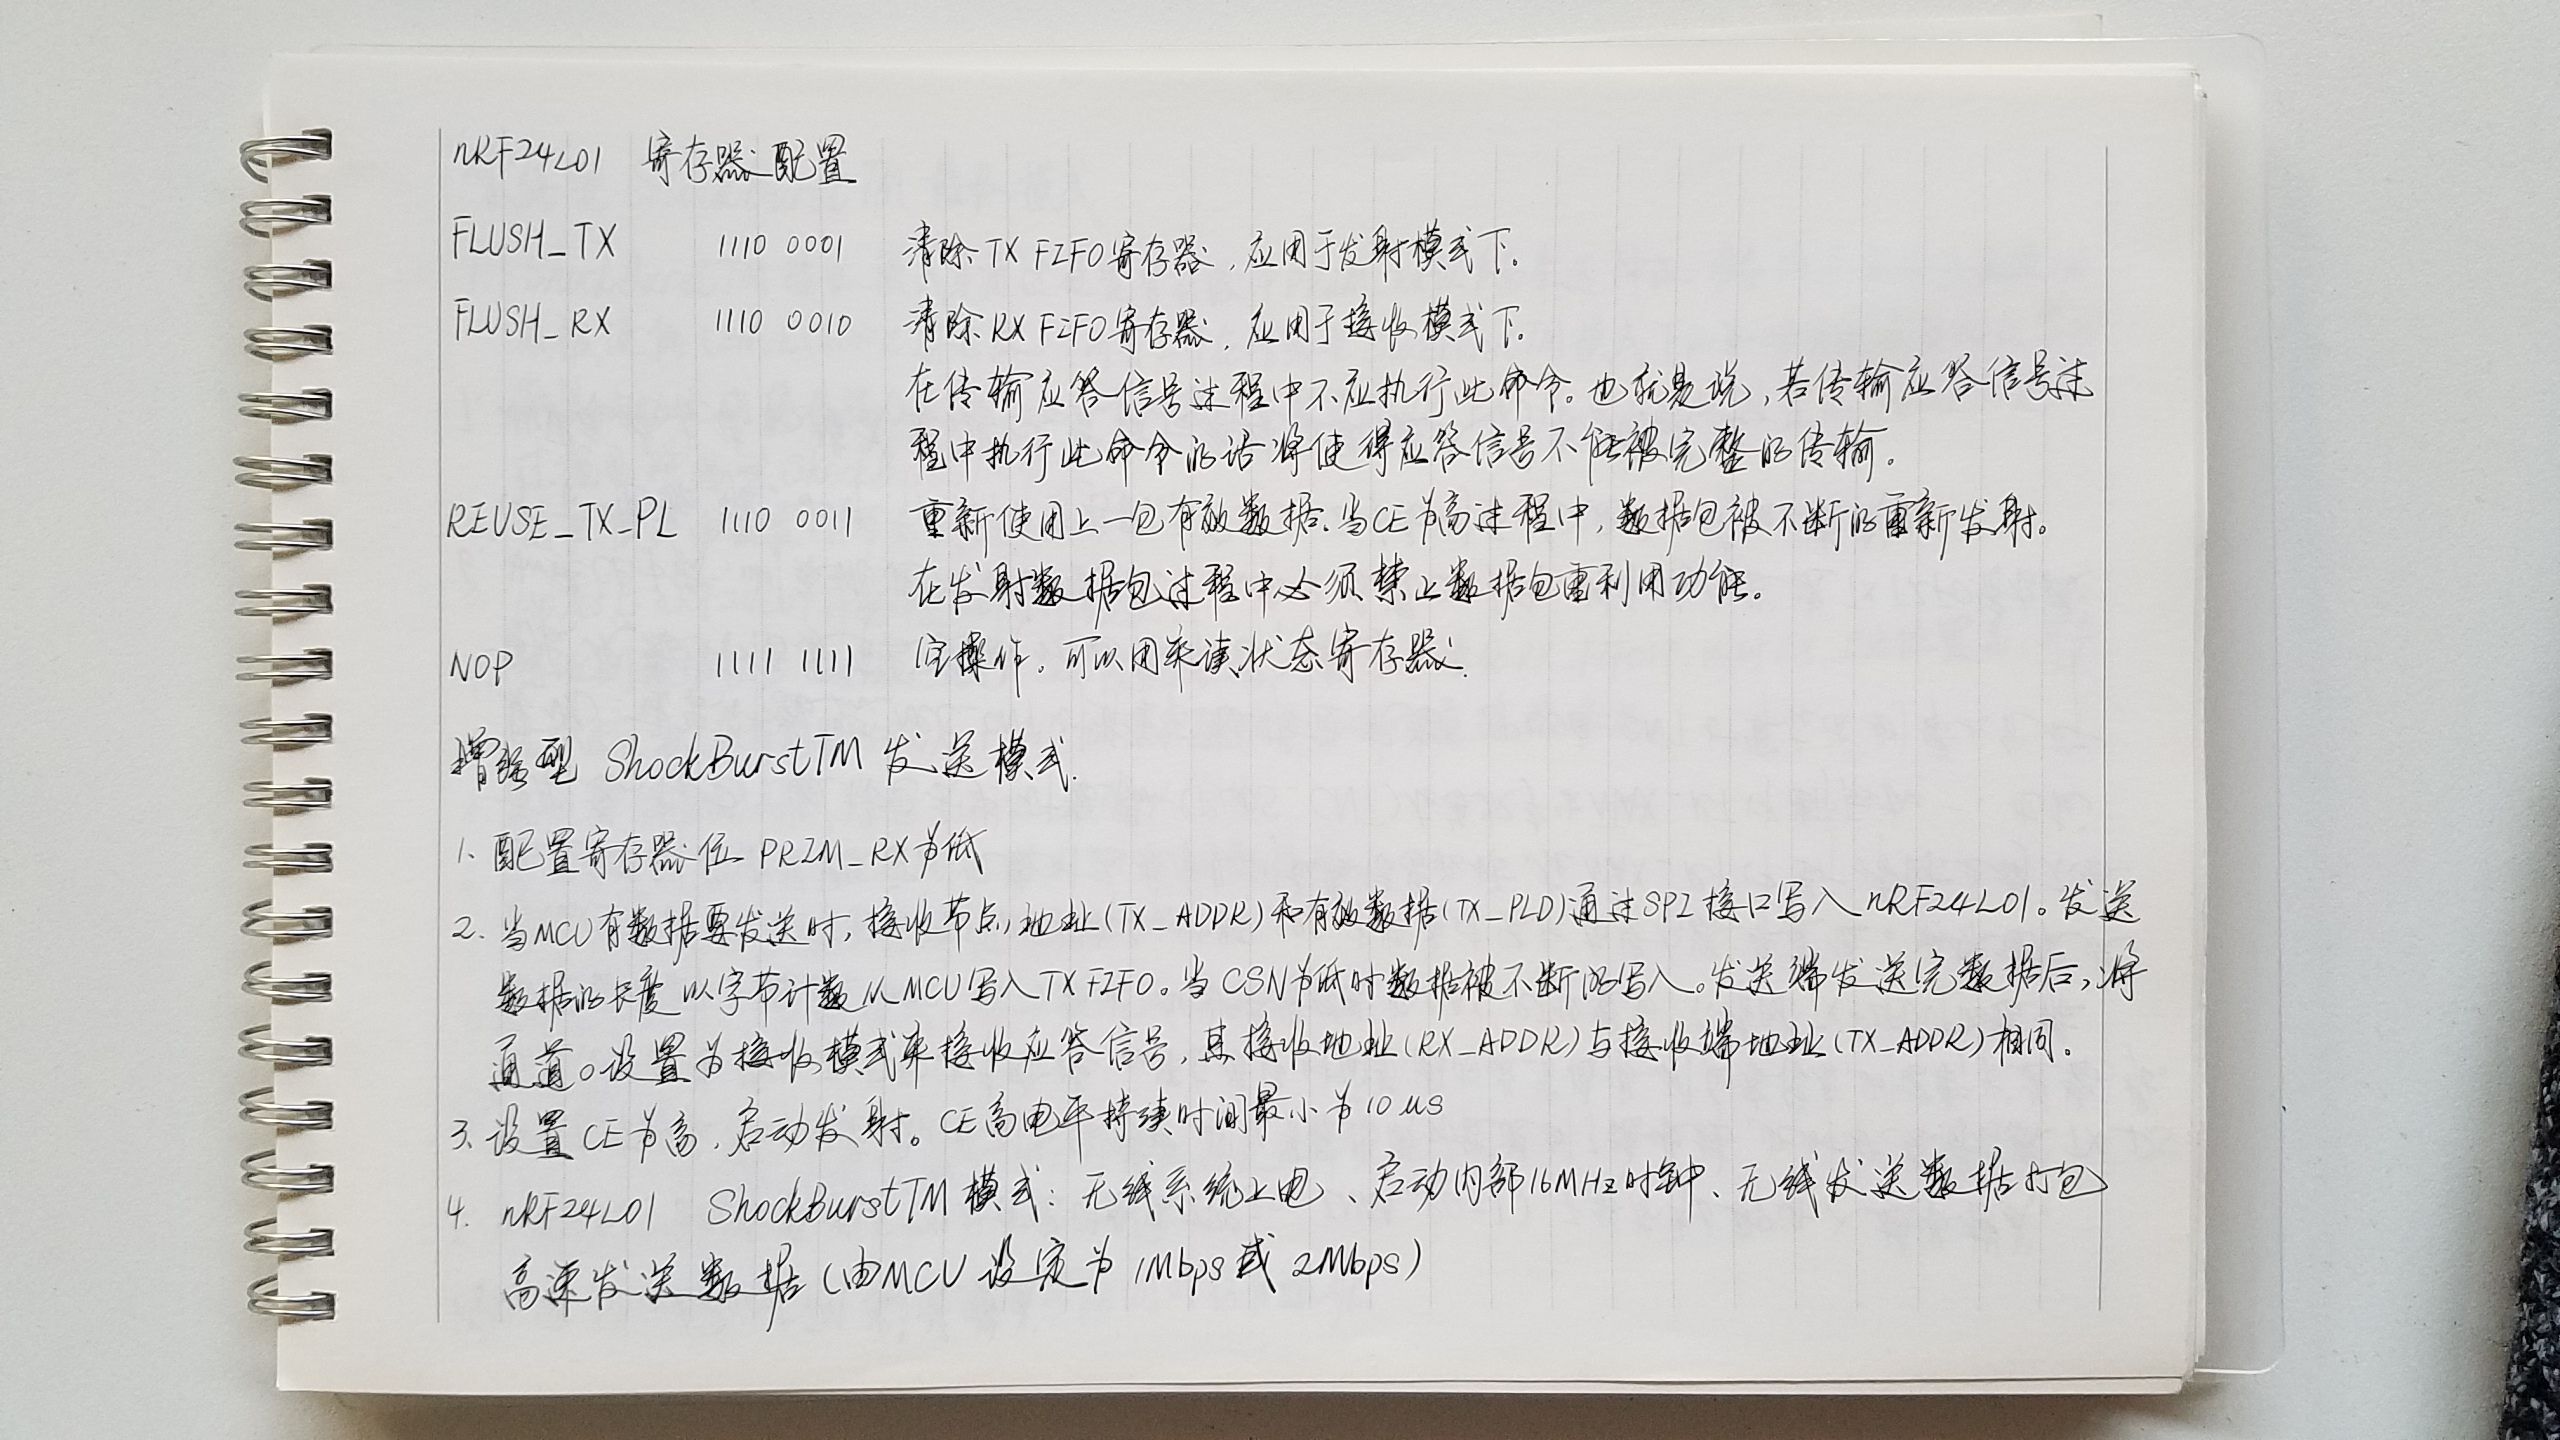 nRF24L01 寄存器配置
FLUSH_TX 1110 0001 清除TX FIFO寄存器，应用于发射模式下。
FLUSH_RX 1110 0010 清除RX FIFO寄存器，应用于接收模式下。
在传输应答信号过程中不应执行此命令。也就是说，若传输应答信号过
程中执行此命令的话将使得应答信号不能被完整的传输。
REUSE_TX_PL 1110 0011 重新使用上一包有效数据。当CE为高过程中，数据包被不断的重新发射。
在发射数据包过程中必须禁止数据包重利用功能。
NOP 1111 1111 空操作，可以用来读状态寄存器.
增强型 ShockBurstTM 发送模式.
1. 配置寄存器位 PRIM_RX为低
2. 当MCU有数据要发送时，接收节点地址(TX_ADDR)和有效数据(TX_PLD)通过SPI接口写入nRF24L01。发送
数据的长度以字节计数从MCU写入TX FIFO。当CSN为低时数据被不断的写入。发送端发送完数据后，将
通道0设置为接收模式来接收应答信号，其接收地址(RX_ADDR)与接收端地址(TX_ADDR)相同.
3. 设置CE为高，启动发射。CE高电平持续时间最小为10 us
4. nRF24L01 ShockBurstTM 模式：无线系统上电、启动内部16MHz时钟、无线发送数据打包
高速发送数据（由MCU设定为1Mbps或2Mbps）